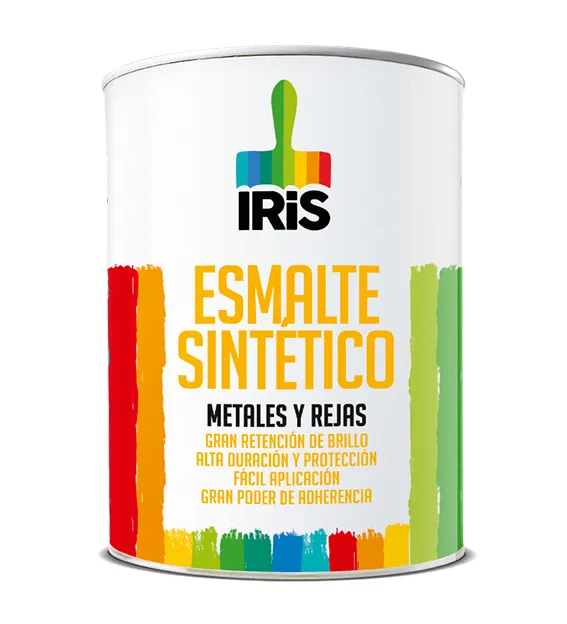 IRiS
ESMALTE
SINTÉTICO
METALES Y REJAS
GRAN RETENCIÓN DE BRILLO
ALTA DURACIÓN Y PROTECCIÓN
FÁCIL APLICACIÓN
GRAN PODER DE ADHERENCIA